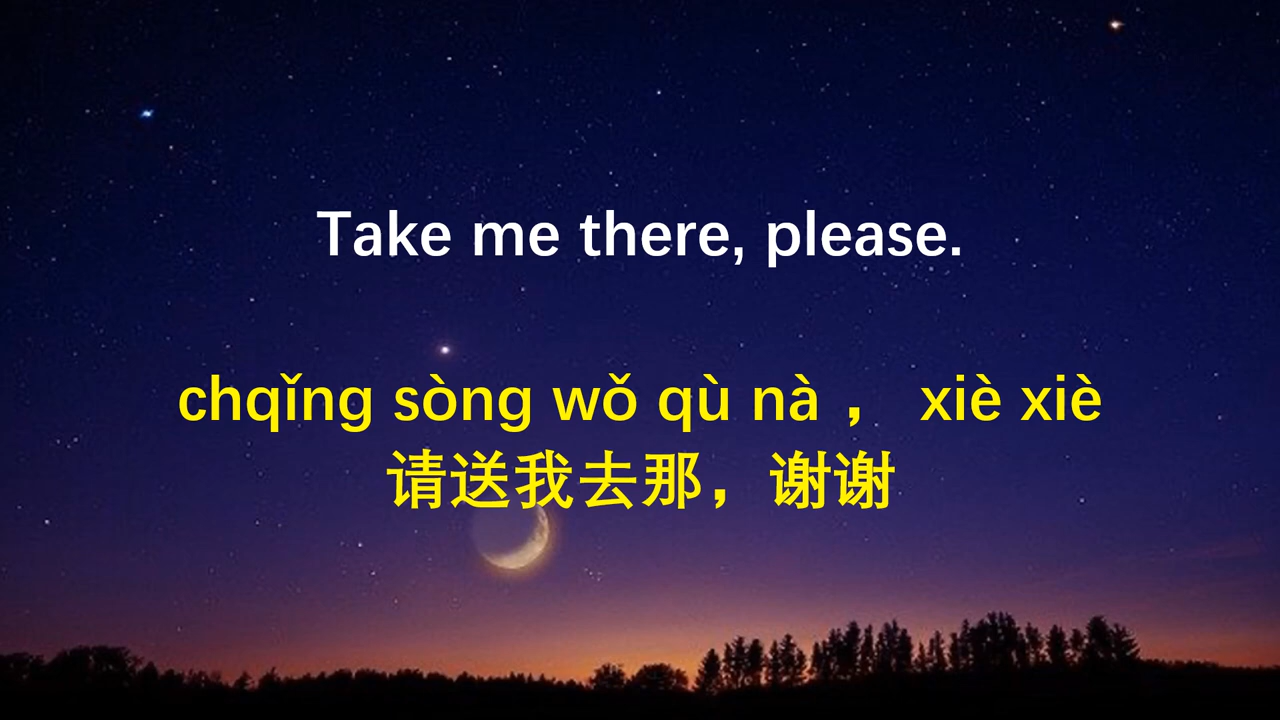 Take me there, please.
chqǐng sòng wǒ qù nà ， xiè xiè
请送我去那，谢谢